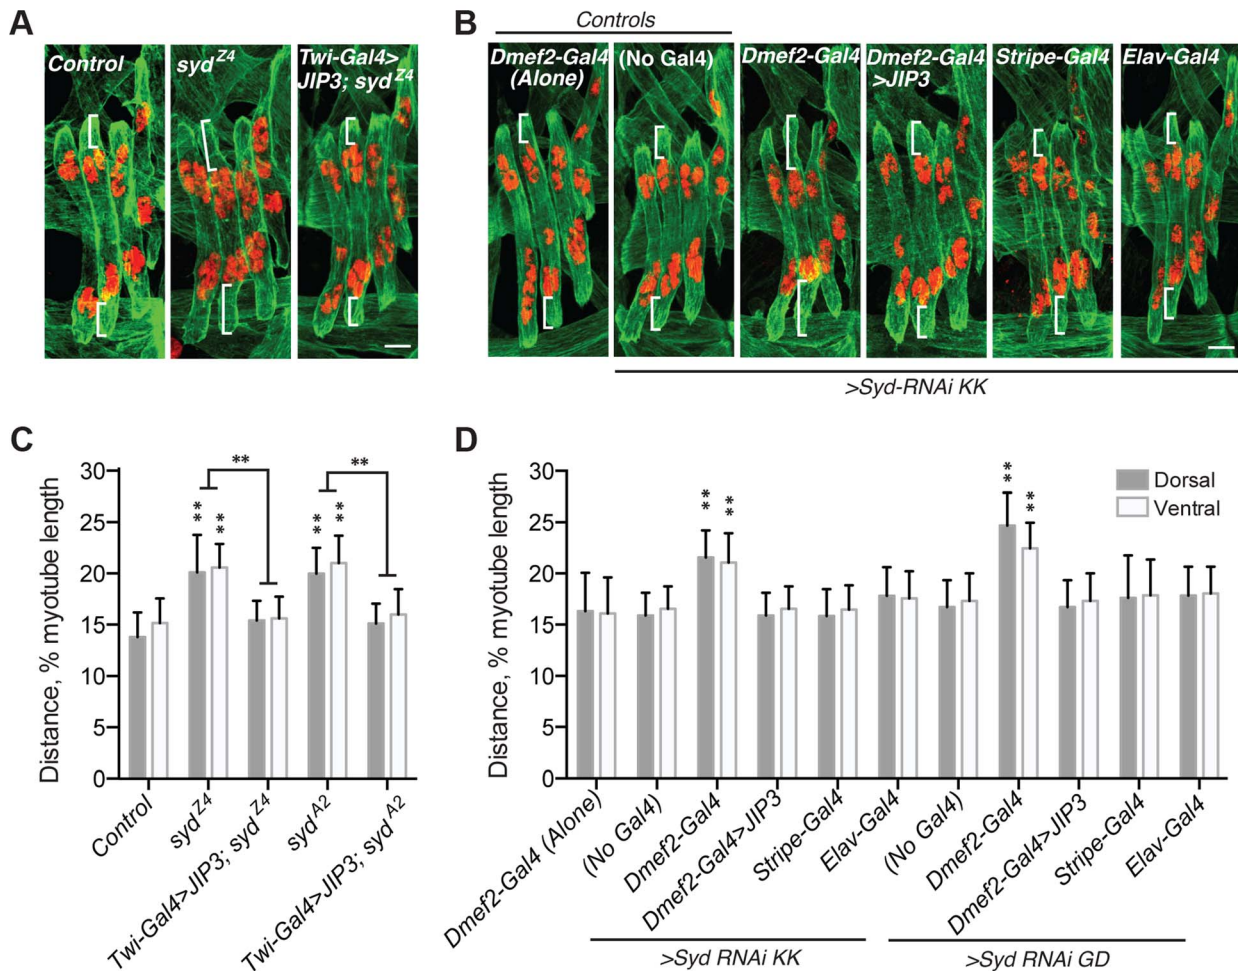 A
Control
syd Z4
Twi-Gal4>
JIP3; syd Z4
B
Controls
Dmef2-Gal4
(Alone)
(No Gal4)
Dmef2-Gal4
Dmef2-Gal4
>JIP3
Stripe-Gal4
Elav-Gal4
>Syd-RNAi KK
C
Distance, % myotube length
30
25
20
15
10
5
0
**
**
**
**
**
**
Control
syd Z4
Twi-Gal4>JIP3; syd Z4
syd A2
Twi-Gal4>JIP3; syd A2
D
Distance, % myotube length
30
25
20
15
10
5
0
**
**
**
**
Dorsal
Ventral
Dmef2-Gal4 (Alone)
(No Gal4)
Dmef2-Gal4
Dmef2-Gal4>JIP3
Stripe-Gal4
Elav-Gal4
(No Gal4)
Dmef2-Gal4
Dmef2-Gal4>JIP3
Stripe-Gal4
Elav-Gal4
>Syd RNAi KK
>Syd RNAi GD